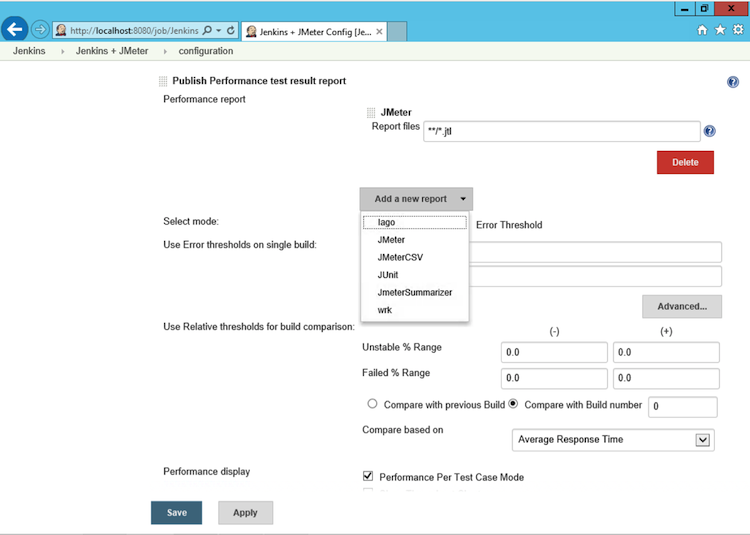 http://localhost:8080/job/Jenkins
Jenkins + JMeter Config [Je...
Jenkins
Jenkins + JMeter
configuration
Publish Performance test result report
Performance report
JMeter
Report files
**/*.jtl
Delete
Add a new report
Select mode:
Iago
Error Threshold
JMeter
Use Error thresholds on single build:
JMeterCSV
JUnit
JmeterSummarizer
Advanced...
wrk
Use Relative thresholds for build comparison:
(-)
(+)
Unstable % Range
0.0
0.0
Failed % Range
0.0
0.0
Compare with previous Build
Compare with Build number
0
Compare based on
Average Response Time
Performance display
Performance Per Test Case Mode
Save
Apply